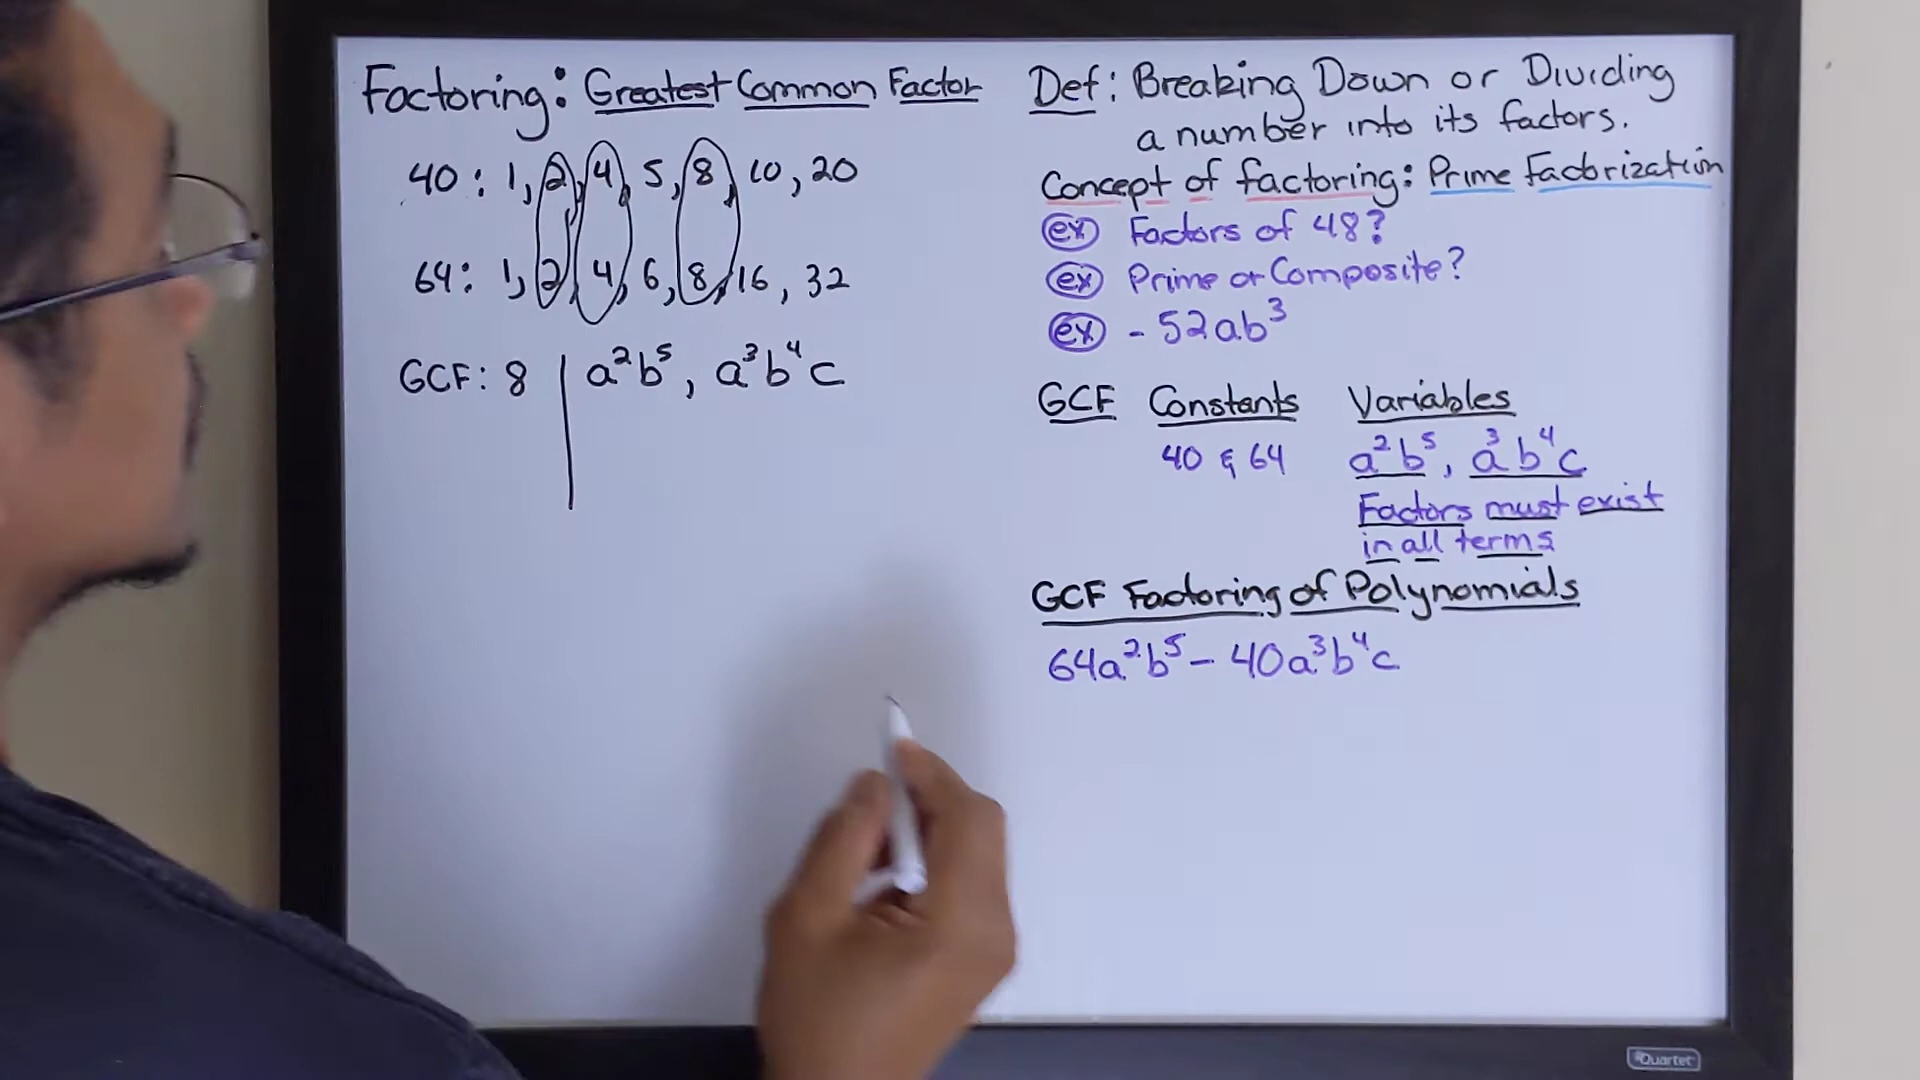 Factoring: Greatest Common Factor
40: 1, 2, 4, 5, 8, 10, 20
64: 1, 2, 4, 6, 8, 16, 32
GCF: 8 | a²b⁵, a³b⁴c
Def: Breaking Down or Dividing
a number into its factors.
Concept of factoring: Prime Factorization
ex Factors of 48?
ex Prime or Composite?
ex - 52ab³
GCF Constants Variables
40 & 64 a²b⁵, a³b⁴c
Factors must exist
in all terms
GCF Factoring of Polynomials
64a²b⁵ - 40a³b⁴c
Quartet